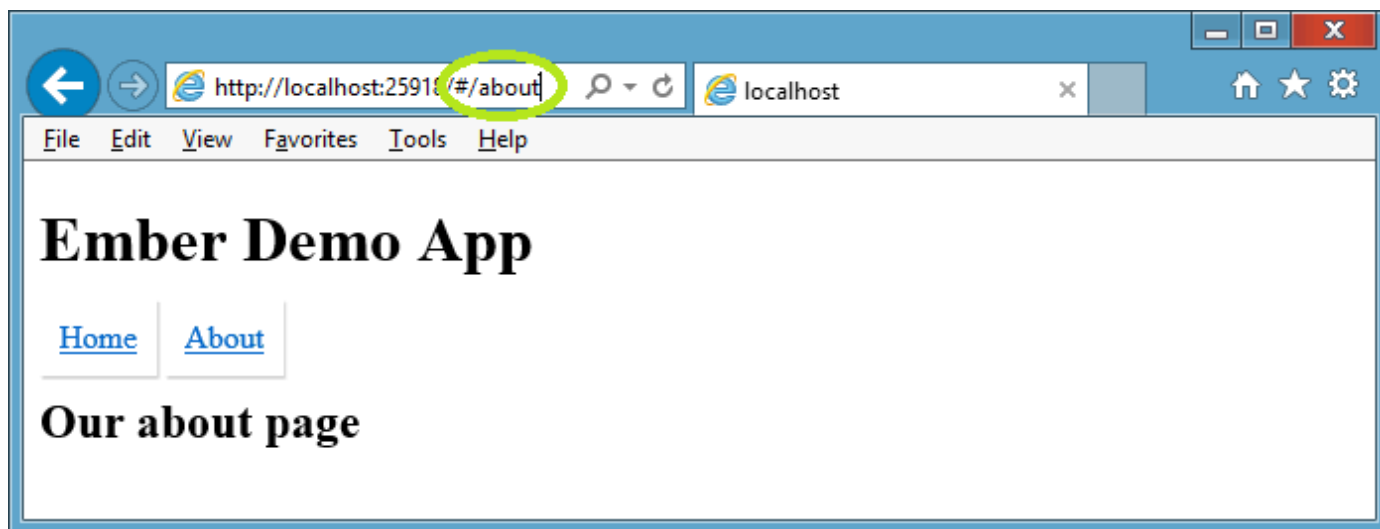 http://localhost:25918/#/about localhost
File Edit View Favorites Tools Help
Ember Demo App
Home About
Our about page